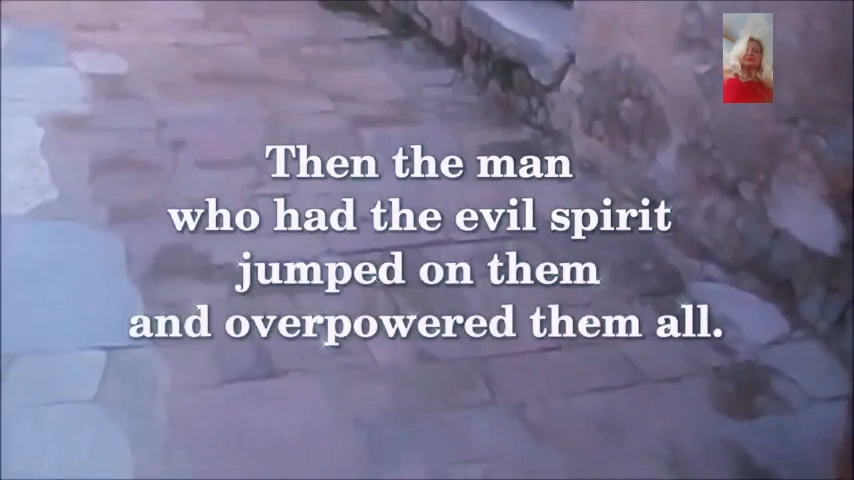 Then the man
who had the evil spirit
jumped on them
and overpowered them all.